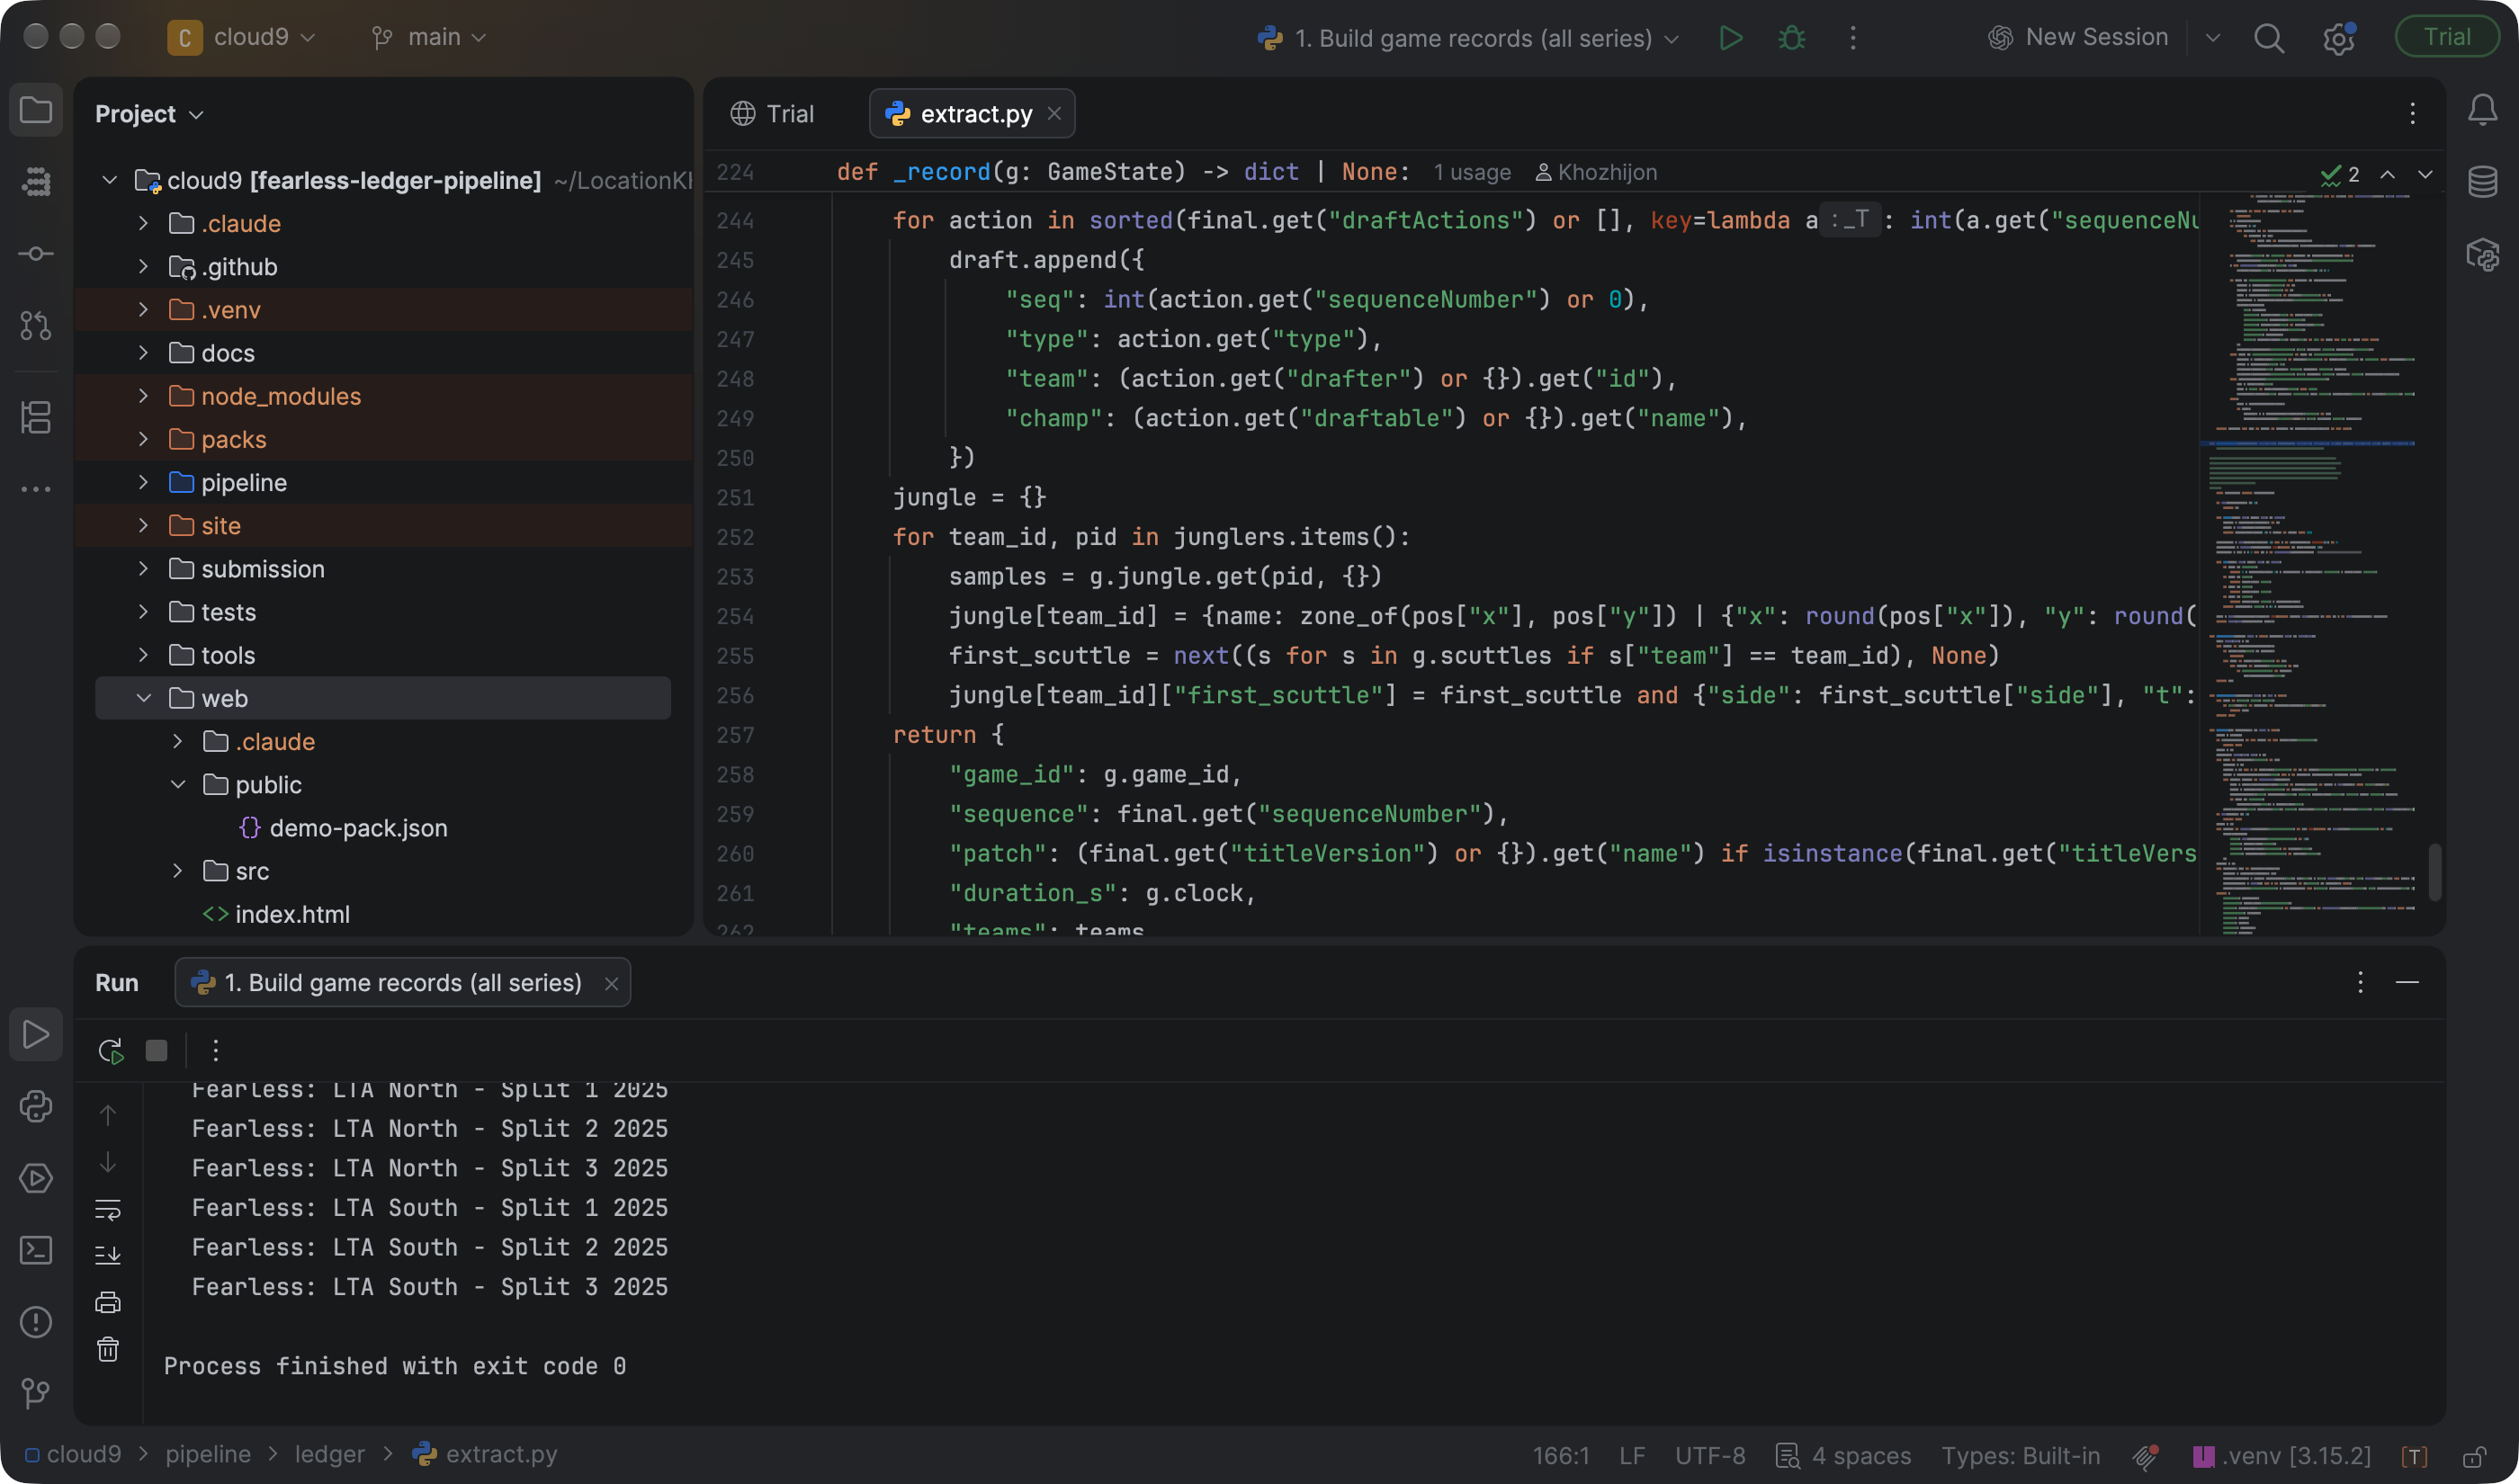 C cloud9 main 1. Build game records (all series) New Session Trial
Project
cloud9 [fearless-ledger-pipeline] ~/LocationKH
.claude
.github
.venv
docs
node_modules
packs
pipeline
site
submission
tests
tools
web
.claude
public
{} demo-pack.json
src
<> index.html
Trial extract.py
224 def _record(g: GameState) -> dict | None: 1 usage Khozhijon 2
244 for action in sorted(final.get("draftActions") or [], key=lambda a : _T : int(a.get("sequenceNu
245 draft.append({
246 "seq": int(action.get("sequenceNumber") or 0),
247 "type": action.get("type"),
248 "team": (action.get("drafter") or {}).get("id"),
249 "champ": (action.get("draftable") or {}).get("name"),
250 })
251 jungle = {}
252 for team_id, pid in junglers.items():
253 samples = g.jungle.get(pid, {})
254 jungle[team_id] = {name: zone_of(pos["x"], pos["y"]) | {"x": round(pos["x"]), "y": round(
255 first_scuttle = next((s for s in g.scuttles if s["team"] == team_id), None)
256 jungle[team_id]["first_scuttle"] = first_scuttle and {"side": first_scuttle["side"], "t":
257 return {
258 "game_id": g.game_id,
259 "sequence": final.get("sequenceNumber"),
260 "patch": (final.get("titleVersion") or {}).get("name") if isinstance(final.get("titleVers
261 "duration_s": g.clock,
262 "teams": teams
Run 1. Build game records (all series)
Fearless: LTA North - Split 1 2025
Fearless: LTA North - Split 2 2025
Fearless: LTA North - Split 3 2025
Fearless: LTA South - Split 1 2025
Fearless: LTA South - Split 2 2025
Fearless: LTA South - Split 3 2025
Process finished with exit code 0
cloud9 > pipeline > ledger > extract.py 166:1 LF UTF-8 4 spaces Types: Built-in .venv [3.15.2] [T]